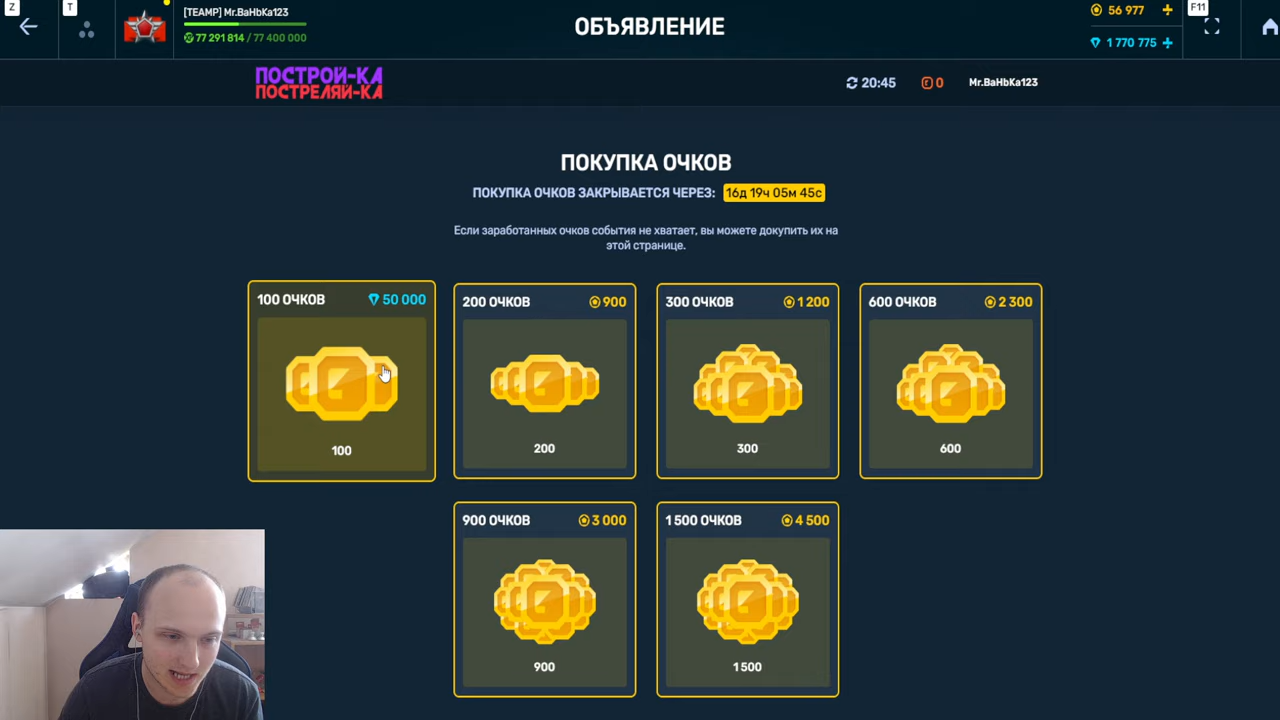 Z
T
[TEAMP] Mr.BaHbKa123
77 291 814 / 77 400 000
ОБЪЯВЛЕНИЕ
56 977 +
1 770 775 +
F11
ПОСТРОЙ-КА
ПОСТРЕЛЯЙ-КА
20:45
0
Mr.BaHbKa123
ПОКУПКА ОЧКОВ
ПОКУПКА ОЧКОВ ЗАКРЫВАЕТСЯ ЧЕРЕЗ: 16д 19ч 05м 45с
Если заработанных очков события не хватает, вы можете докупить их на
этой странице.
100 ОЧКОВ 50 000
100
200 ОЧКОВ 900
200
300 ОЧКОВ 1 200
300
600 ОЧКОВ 2 300
600
900 ОЧКОВ 3 000
900
1 500 ОЧКОВ 4 500
1 500